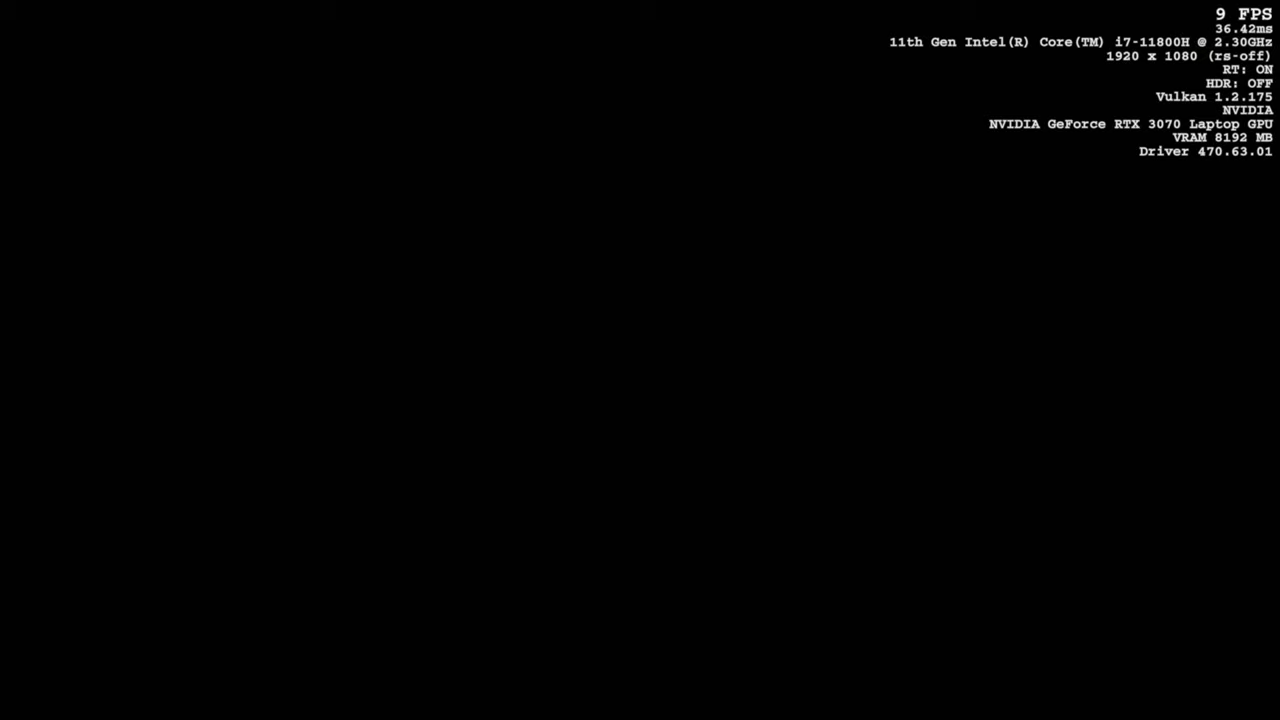 9 FPS
36.42ms
11th Gen Intel(R) Core(TM) i7-11800H @ 2.30GHz
1920 x 1080 (rs-off)
RT: ON
HDR: OFF
Vulkan 1.2.175
NVIDIA
NVIDIA GeForce RTX 3070 Laptop GPU
VRAM 8192 MB
Driver 470.63.01